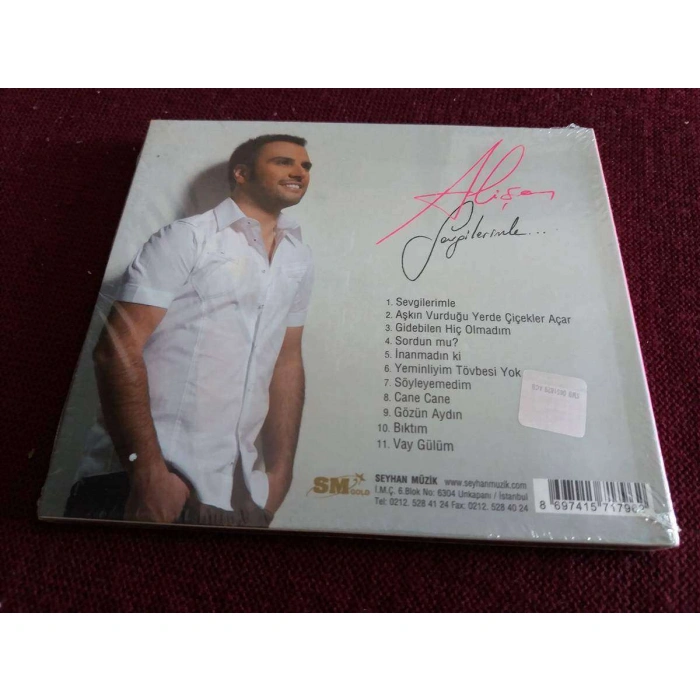 Alişan
Sevgilerimle...
1. Sevgilerimle
2. Aşkın Vurduğu Yerde Çiçekler Açar
3. Gidebilen Hiç Olmadım
4. Sordun mu?
5. İnanmadın ki
6. Yeminliyim Tövbesi Yok
7. Söyleyemedim
8. Cane Cane
9. Gözün Aydın
10. Bıktım
11. Vay Gülüm
SM GOLD
SEYHAN MÜZİK www.seyhanmuzik.com
İ.M.Ç. 6.Blok No: 6304 Unkapanı / İstanbul
Tel: 0212. 528 41 24 Fax: 0212. 528 40 24
8 697415 71796